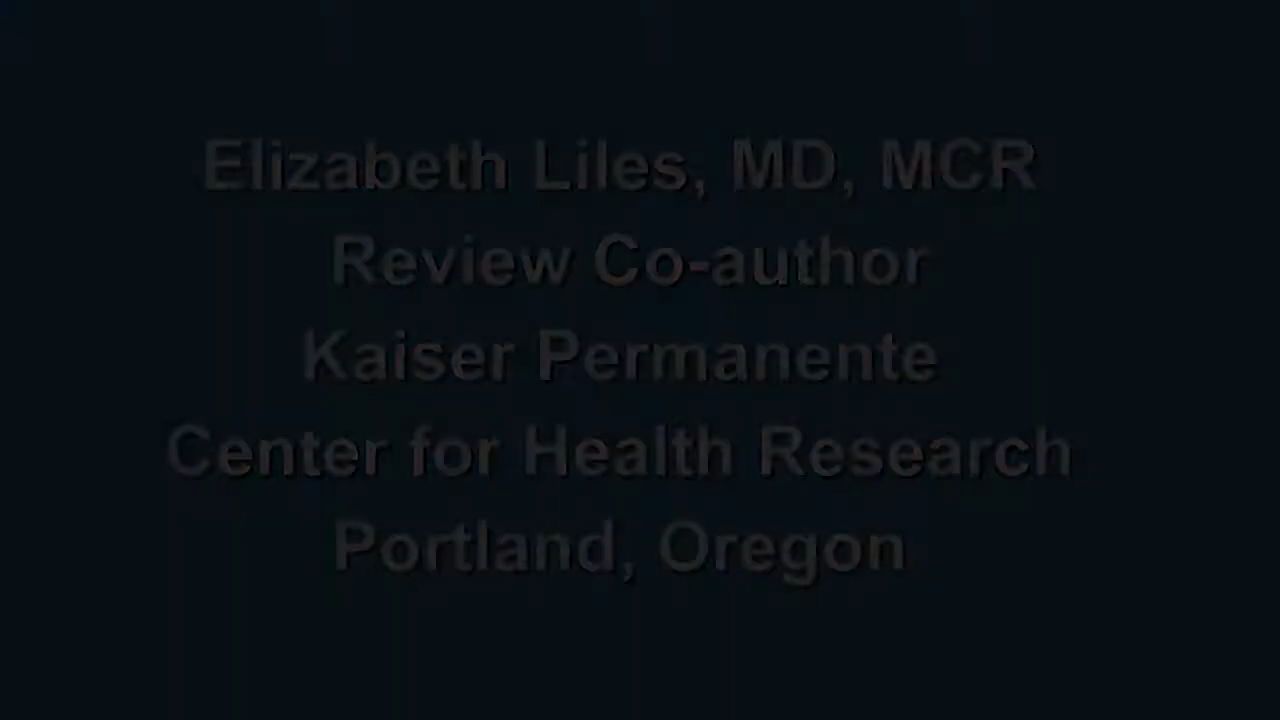 Elizabeth Liles, MD, MCR
Review Co-author
Kaiser Permanente
Center for Health Research
Portland, Oregon